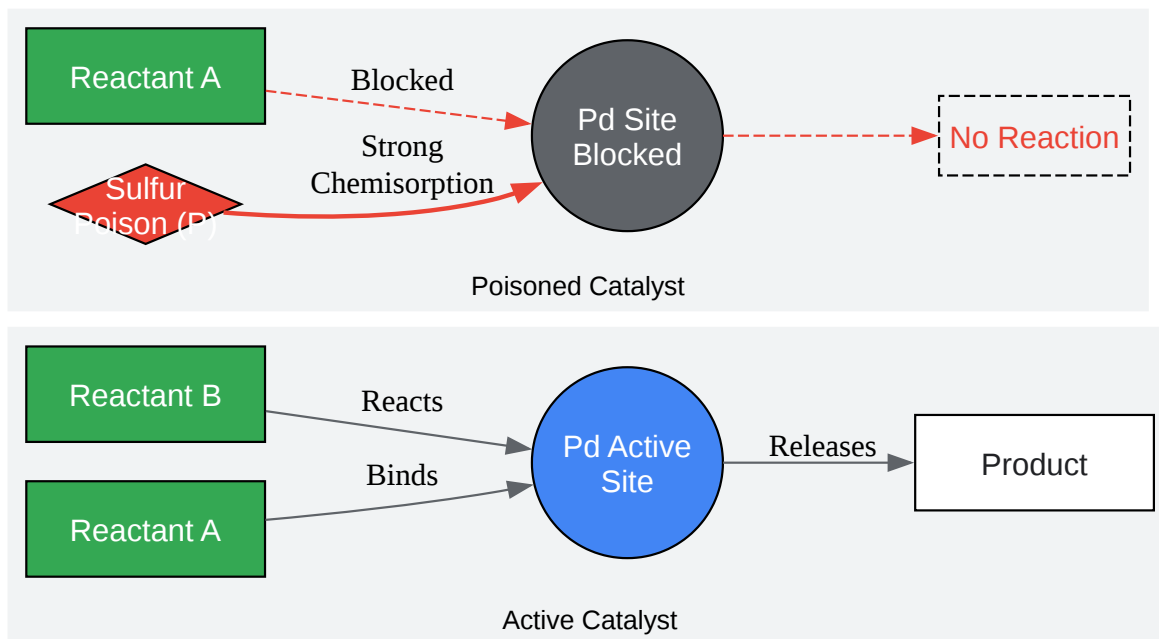 Reactant A
Blocked
Pd Site
Blocked
No Reaction
Strong
Chemisorption
Sulfur
Poison (P)
Poisoned Catalyst
Reactant B
Reacts
Pd Active
Site
Releases
Product
Binds
Reactant A
Active Catalyst